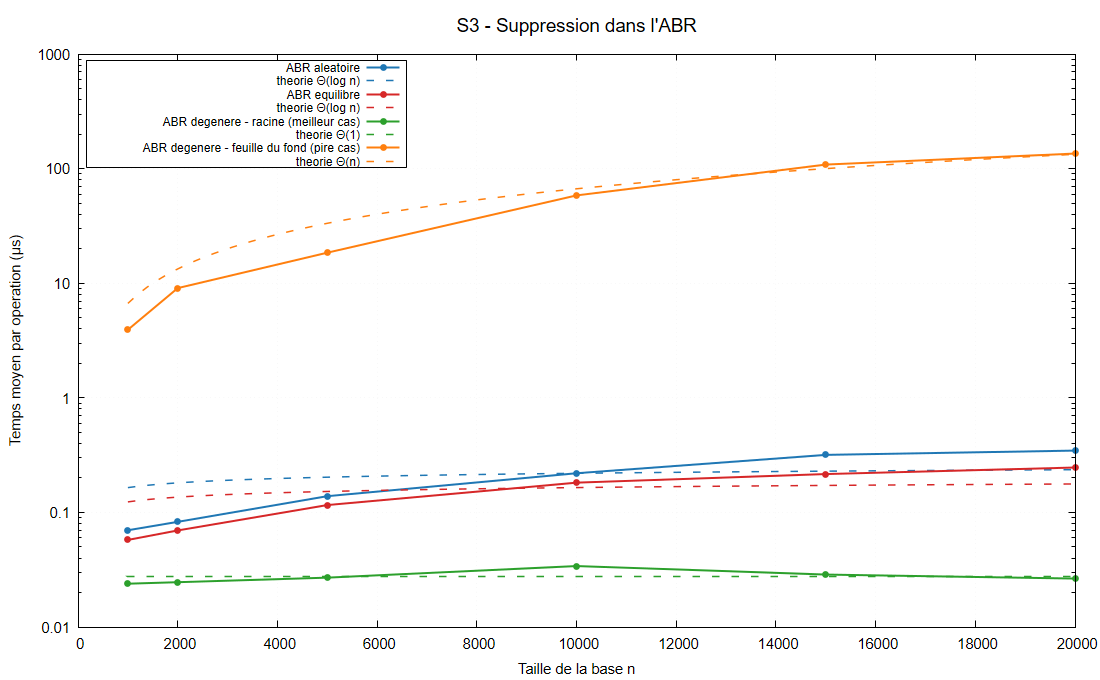 S3 - Suppression dans l'ABR
ABR aleatoire
theorie Θ(log n)
ABR equilibre
theorie Θ(log n)
ABR degenere - racine (meilleur cas)
theorie Θ(1)
ABR degenere - feuille du fond (pire cas)
theorie Θ(n)
Temps moyen par operation (µs)
1000
100
10
1
0.1
0.01
0 2000 4000 6000 8000 10000 12000 14000 16000 18000 20000
Taille de la base n